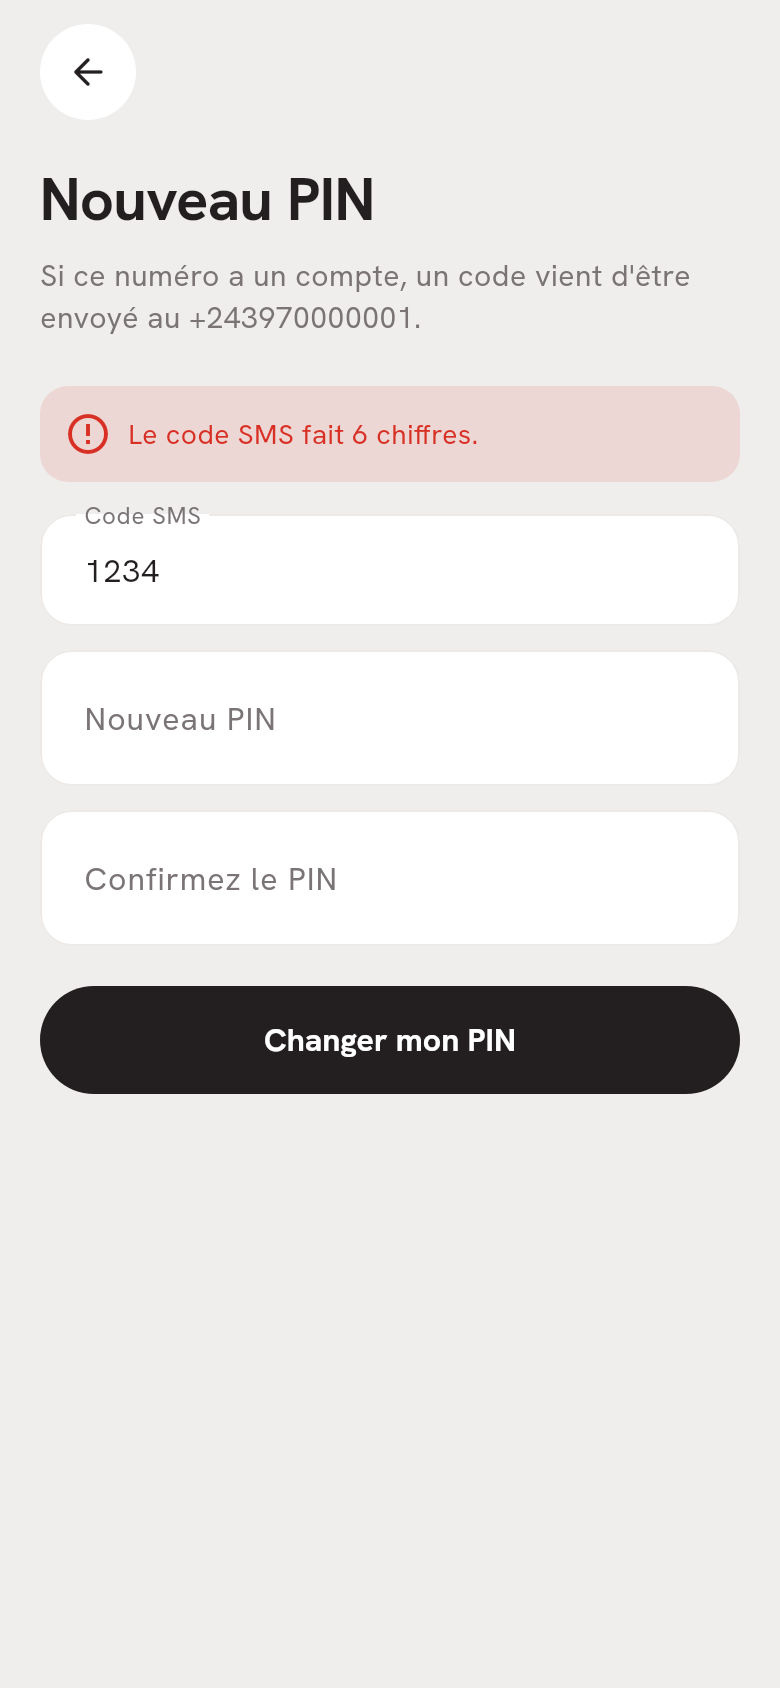 Nouveau PIN
Si ce numéro a un compte, un code vient d'être
envoyé au +243970000001.
Le code SMS fait 6 chiffres.
Code SMS
1234
Nouveau PIN
Confirmez le PIN
Changer mon PIN